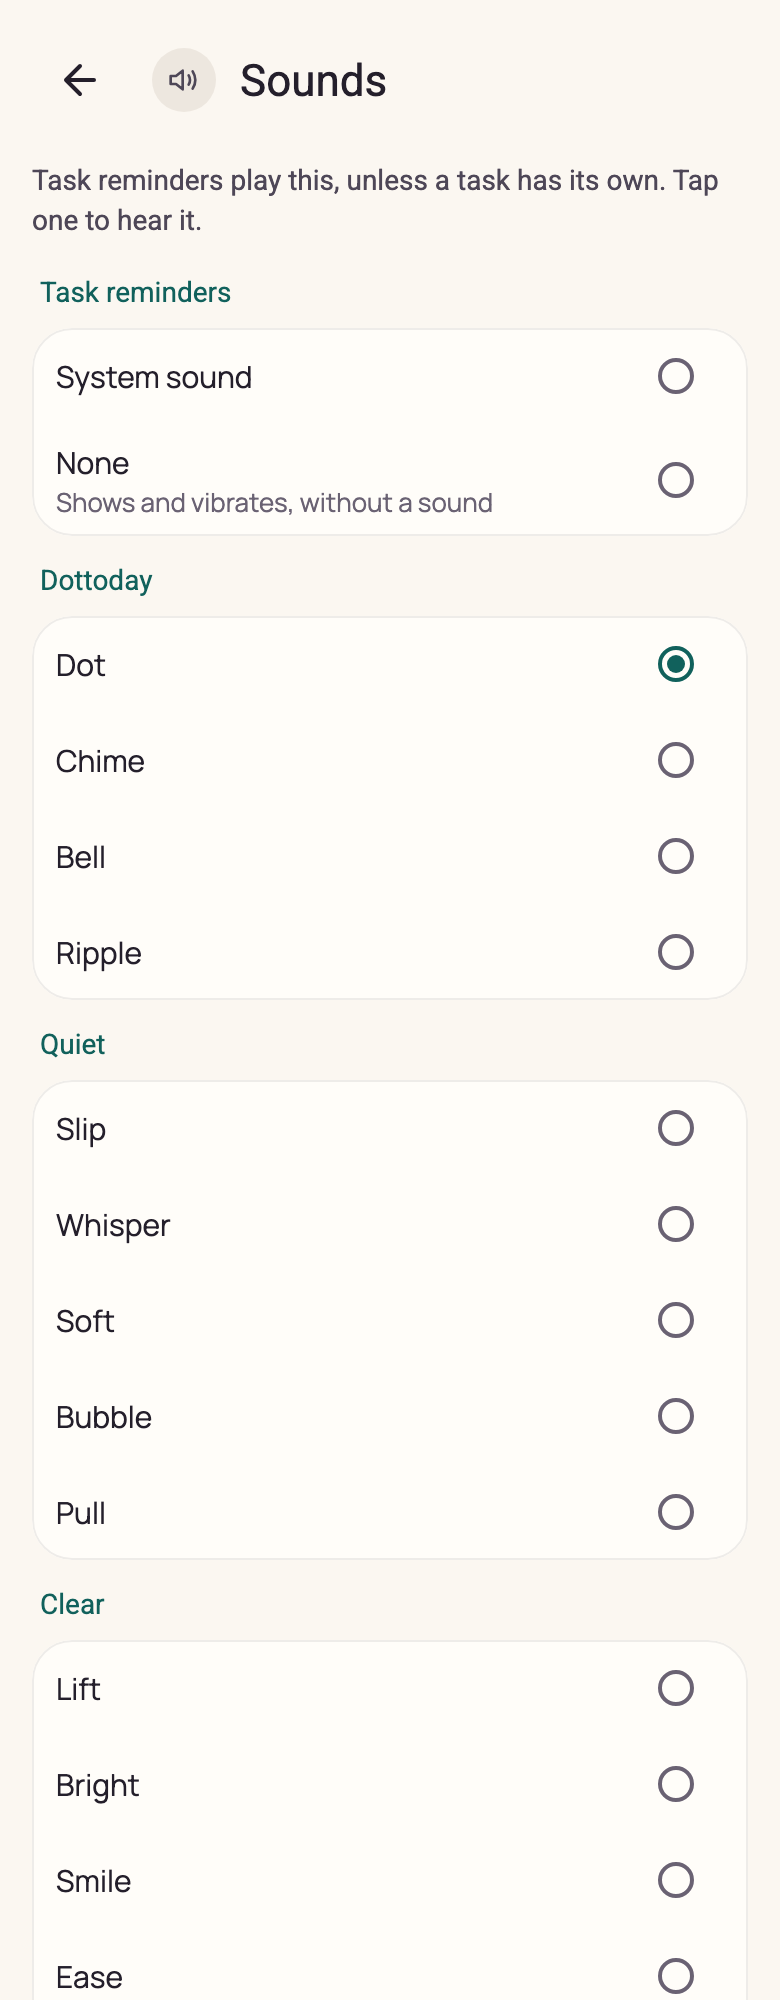 Sounds
Task reminders play this, unless a task has its own. Tap
one to hear it.
Task reminders
System sound
None
Shows and vibrates, without a sound
Dottoday
Dot
Chime
Bell
Ripple
Quiet
Slip
Whisper
Soft
Bubble
Pull
Clear
Lift
Bright
Smile
Ease